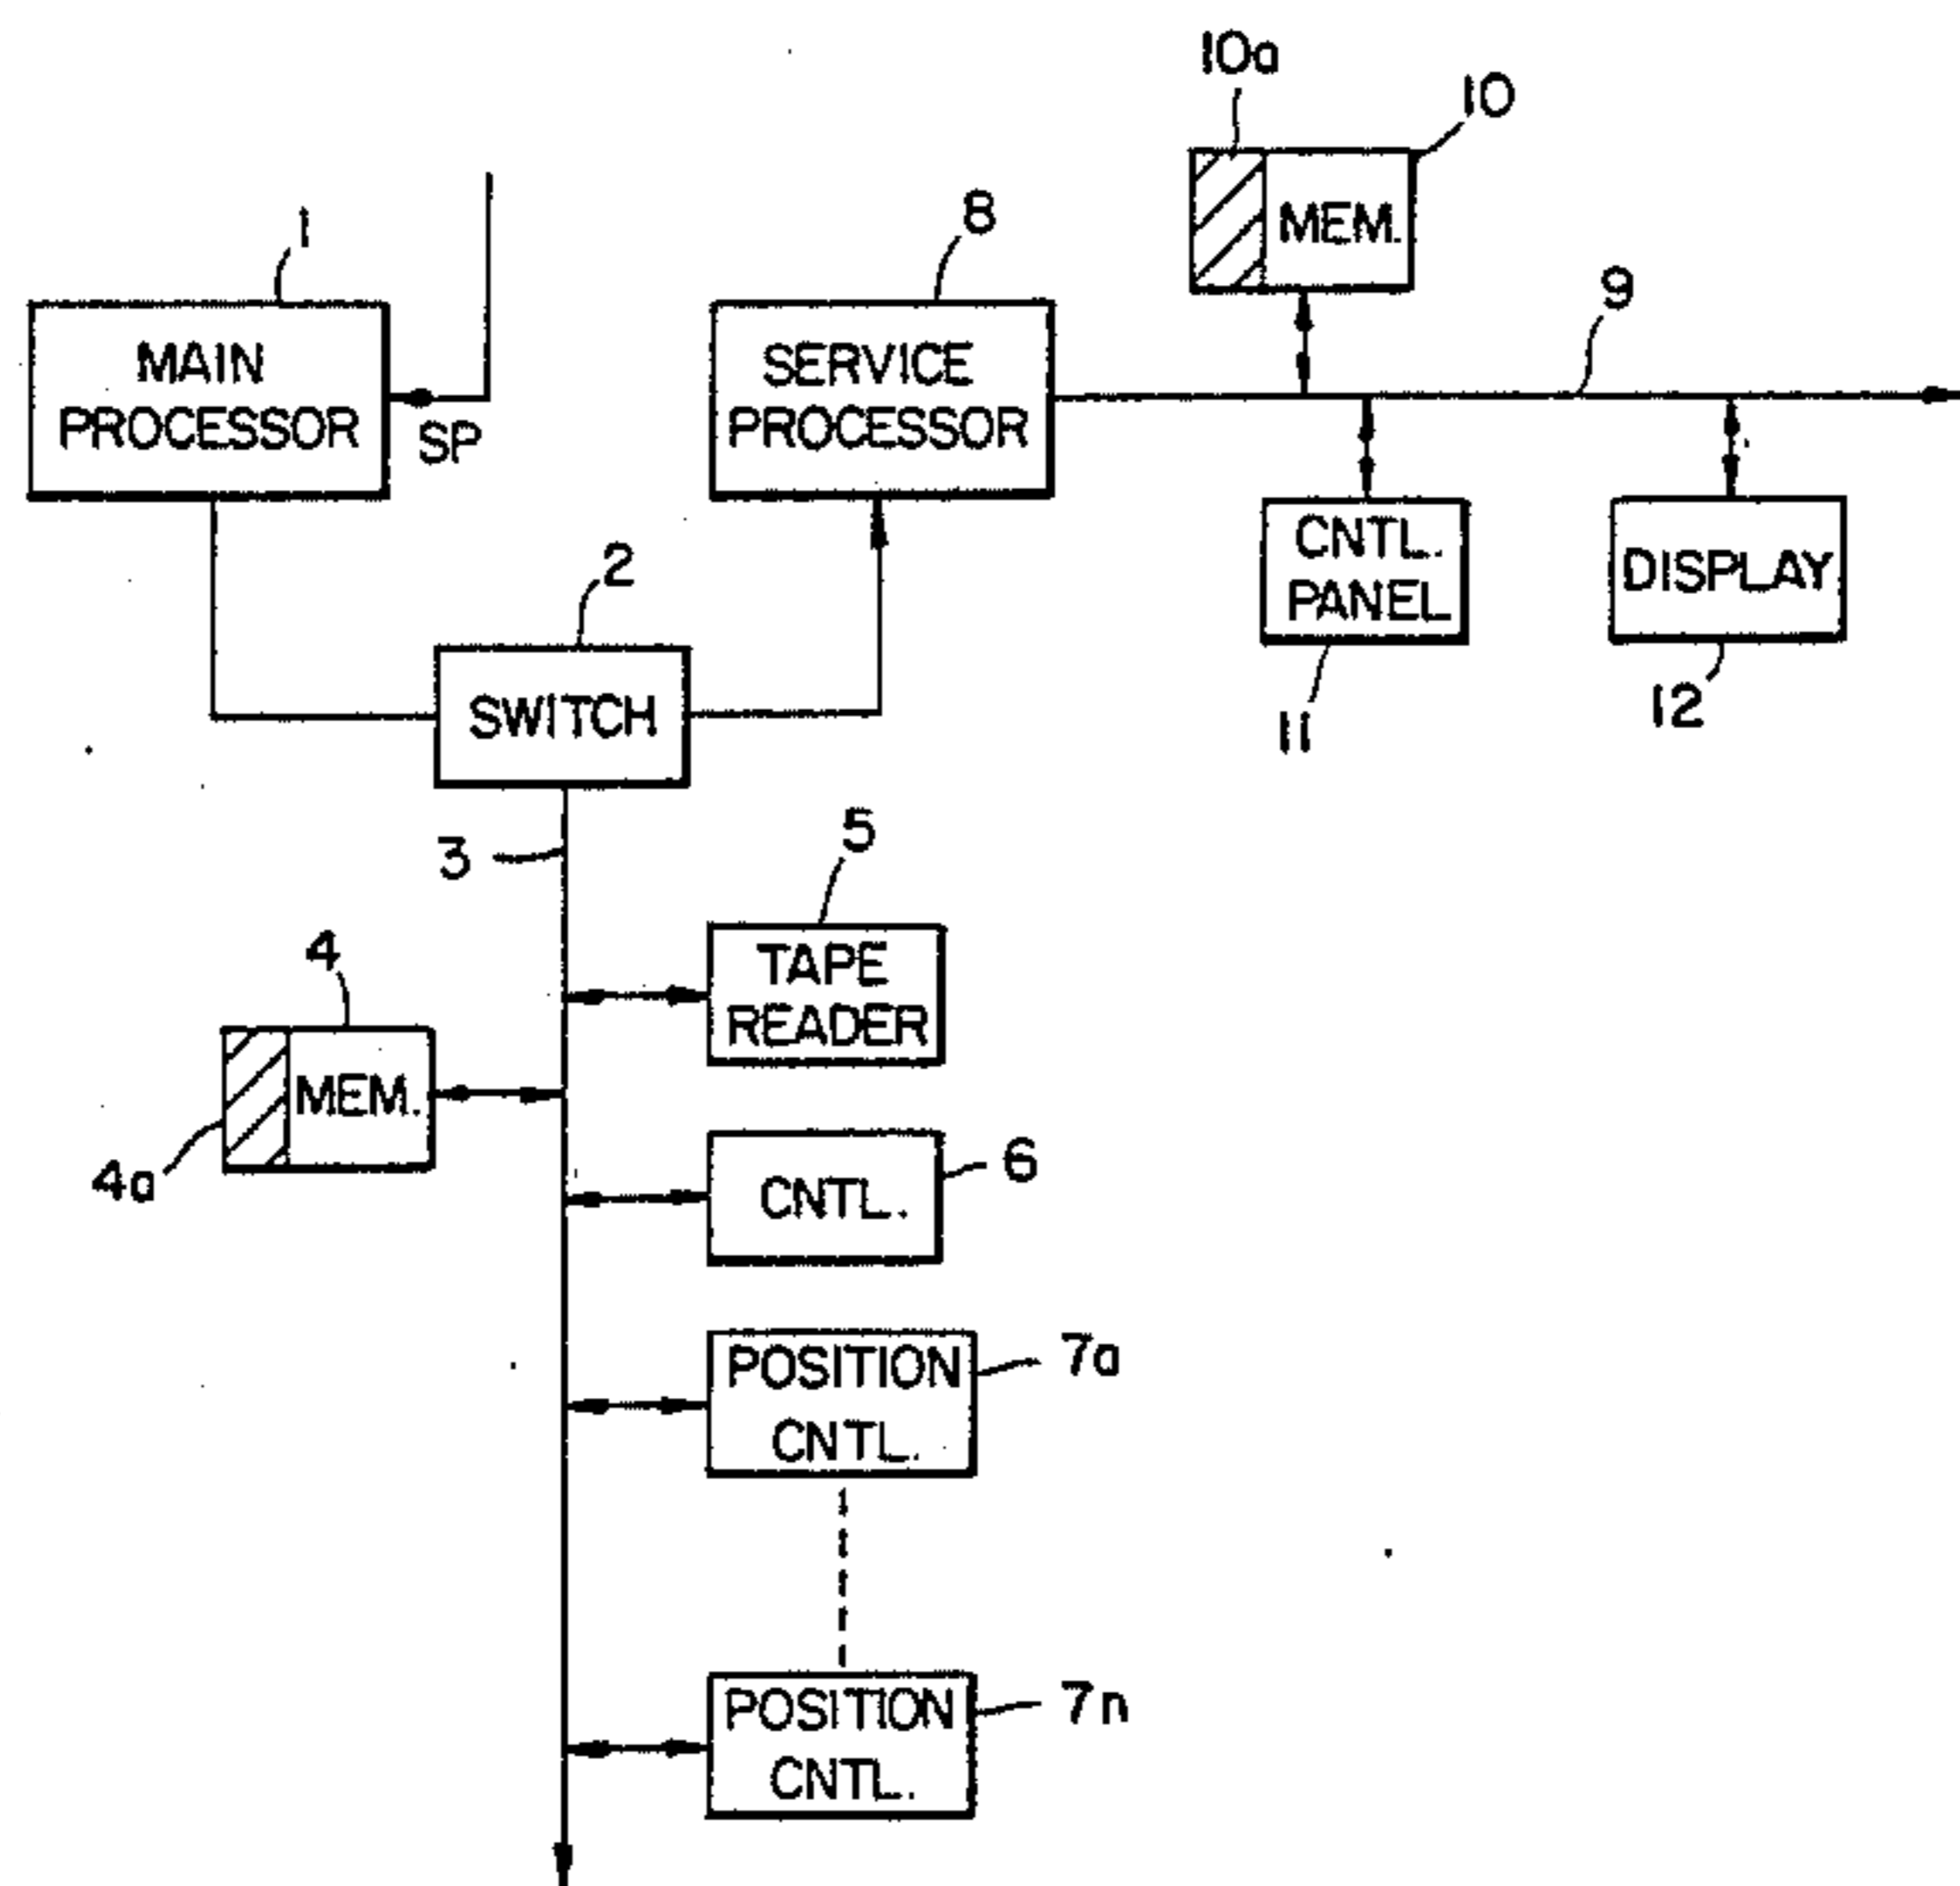 10a
10
1
8
MEM.
9
MAIN
PROCESSOR
SP
SERVICE
PROCESSOR
2
CNTL.
PANEL
DISPLAY
SWITCH
11
12
3
5
4
TAPE
READER
MEM.
4a
6
CNTL.
POSITION
CNTL.
7a
POSITION
CNTL.
7n